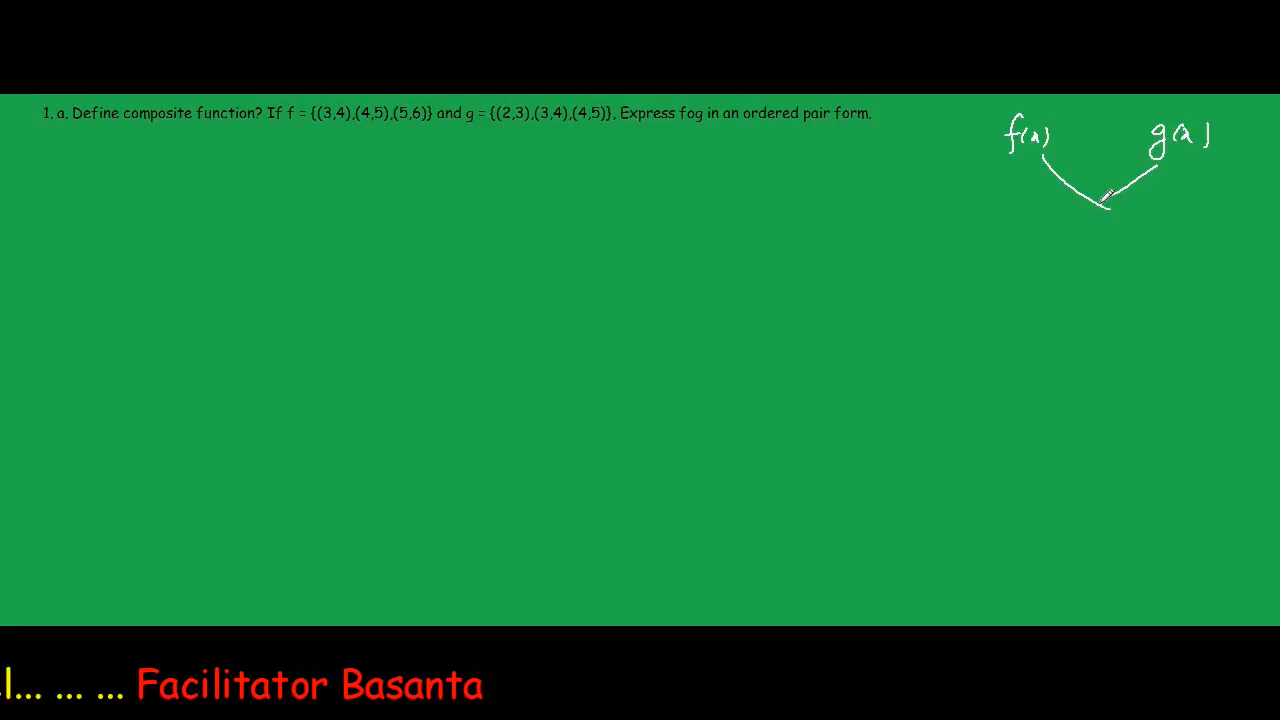 1. a. Define composite function? If f = {(3,4),(4,5),(5,6)} and g = {(2,3),(3,4),(4,5)}, Express fog in an ordered pair form.
f(x) g(x)
l... ... ... Facilitator Basanta